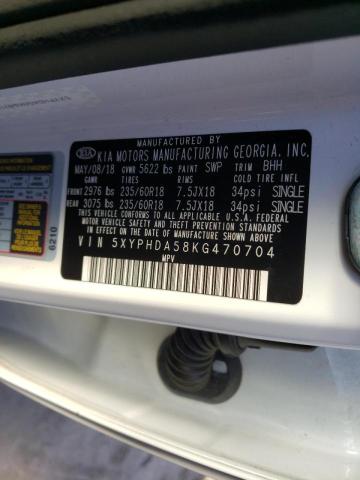 MANUFACTURED BY
KIA KIA MOTORS MANUFACTURING GEORGIA, INC.
MAY/08/18 GVWR 5622 lbs PAINT SWP TRIM BHH
GAWR TIRES COLD TIRE INFL
FRONT 2976 lbs 235/60R18 7.5JX18 34psi SINGLE
REAR 3075 lbs 235/60R18 7.5JX18 34psi SINGLE
THIS VEHICLE CONFORMS TO ALL APPLICABLE U.S.A. FEDERAL
MOTOR VEHICLE SAFETY AND THEFT PREVENTION STANDARDS
IN EFFECT ON THE DATE OF MANUFACTURE SHOWN ABOVE
VIN 5XYPHDA58KG470704
MPV
6210